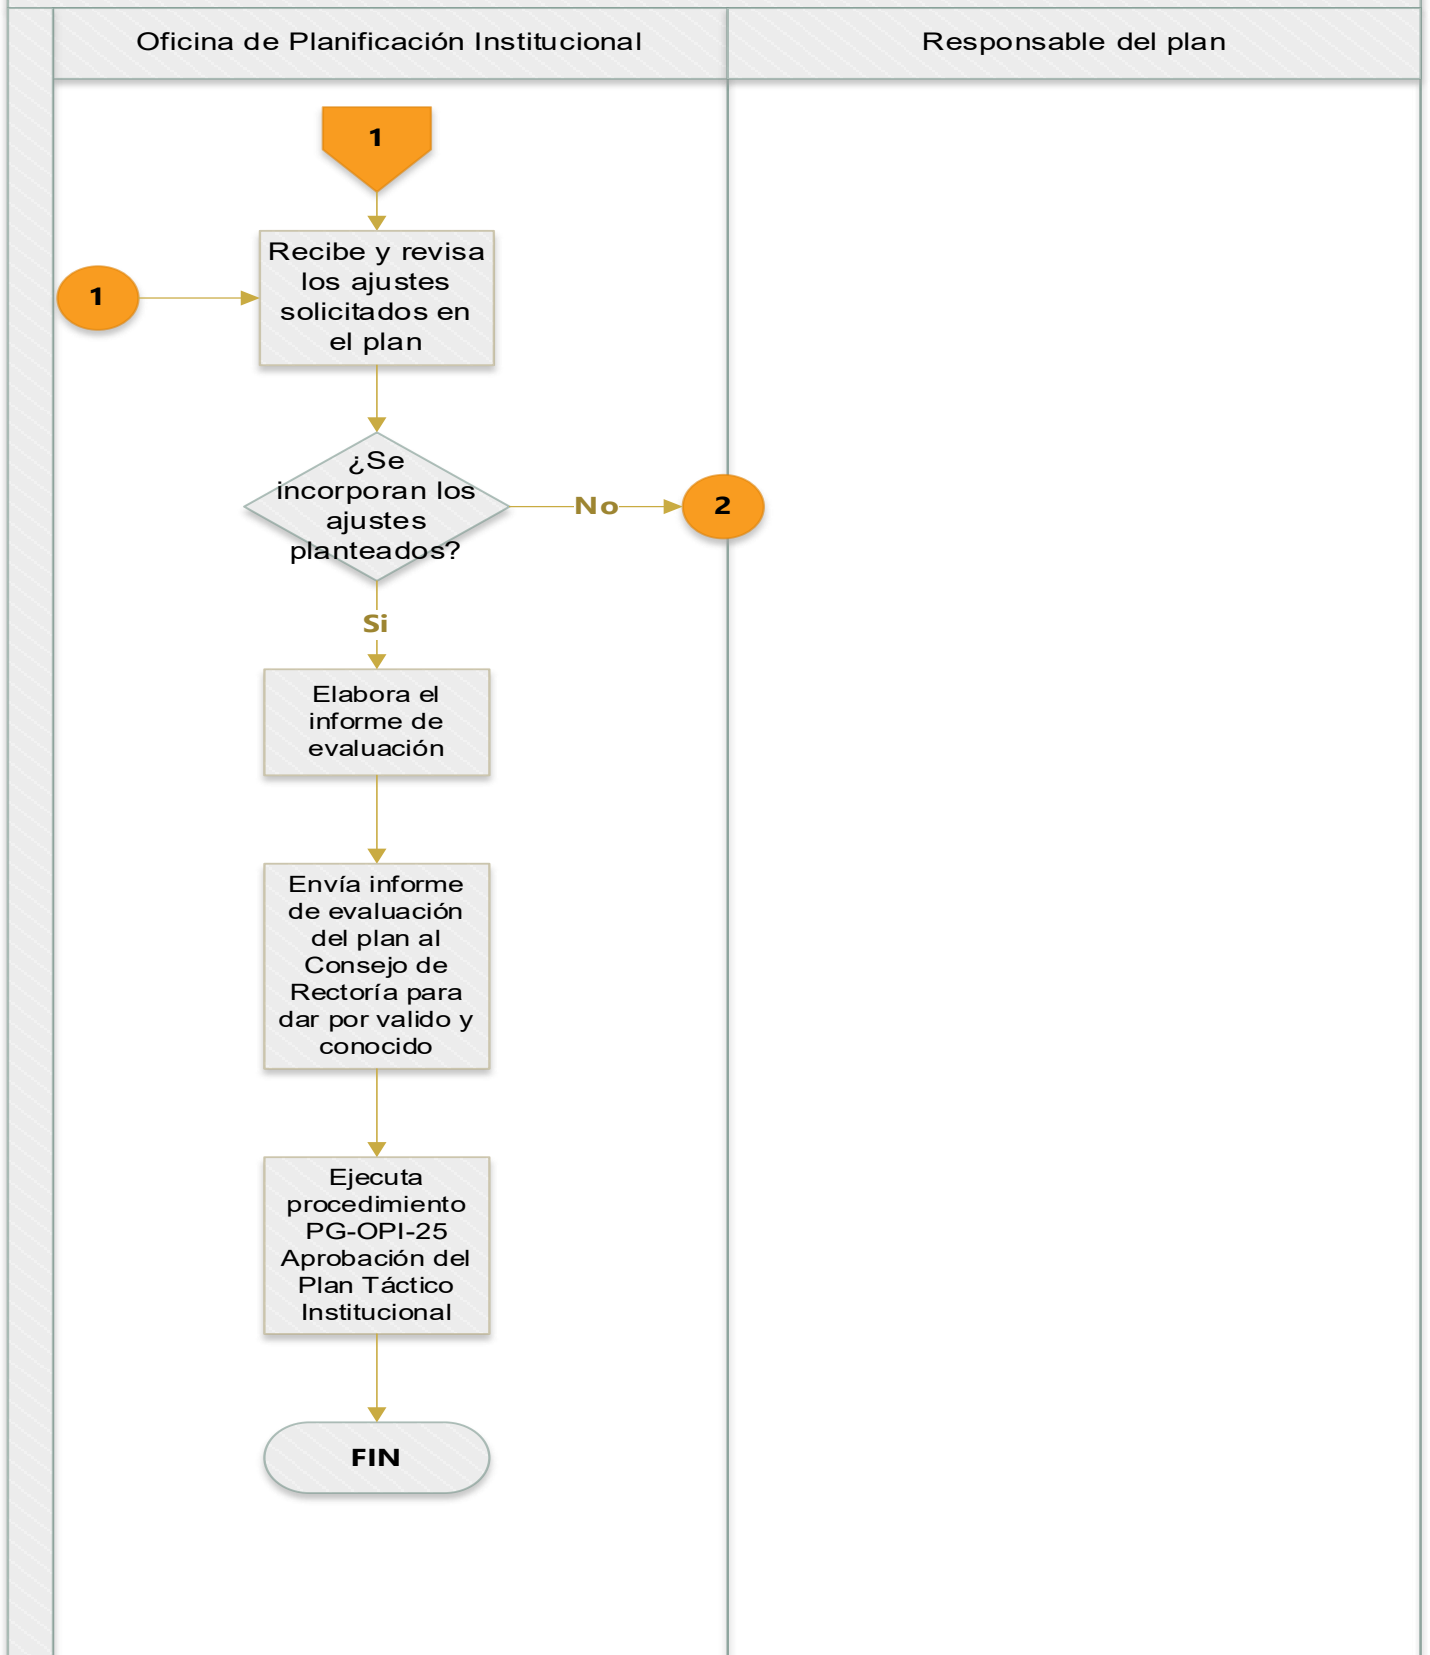 Oficina de Planificación Institucional
Responsable del plan
1
Recibe y revisa
los ajustes
solicitados en
el plan
1
¿Se
incorporan los
ajustes
planteados?
No
2
Si
Elabora el
informe de
evaluación
Envía informe
de evaluación
del plan al
Consejo de
Rectoría para
dar por valido y
conocido
Ejecuta
procedimiento
PG-OPI-25
Aprobación del
Plan Táctico
Institucional
FIN